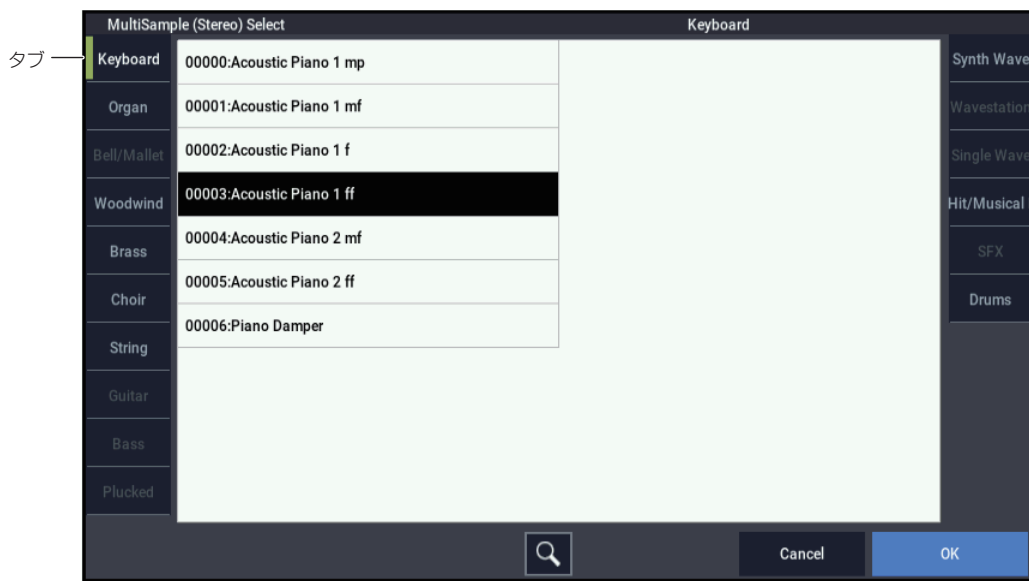 MultiSample (Stereo) Select
Keyboard
タブ
Keyboard
Organ
Bell/Mallet
Woodwind
Brass
Choir
String
Guitar
Bass
Plucked
00000:Acoustic Piano 1 mp
00001:Acoustic Piano 1 mf
00002:Acoustic Piano 1 f
00003:Acoustic Piano 1 ff
00004:Acoustic Piano 2 mf
00005:Acoustic Piano 2 ff
00006:Piano Damper
Synth Wave
Wavestation
Single Wave
Hit/Musical
SFX
Drums
Cancel
OK